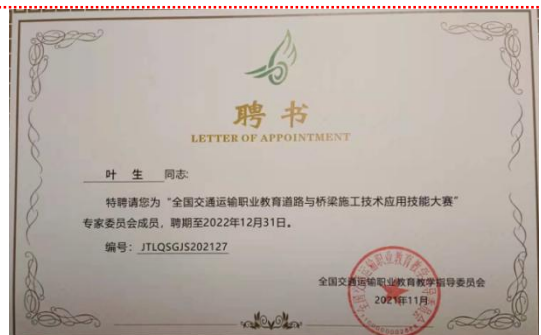 聘书
LETTER OF APPOINTMENT
叶 生 同志:
特聘请您为“全国交通运输职业教育道路与桥梁施工技术应用技能大赛”
专家委员会成员，聘期至2022年12月31日。
编号：JTLQSGJS202127
全国交通运输职业教育教学指导委员会
2021年11月